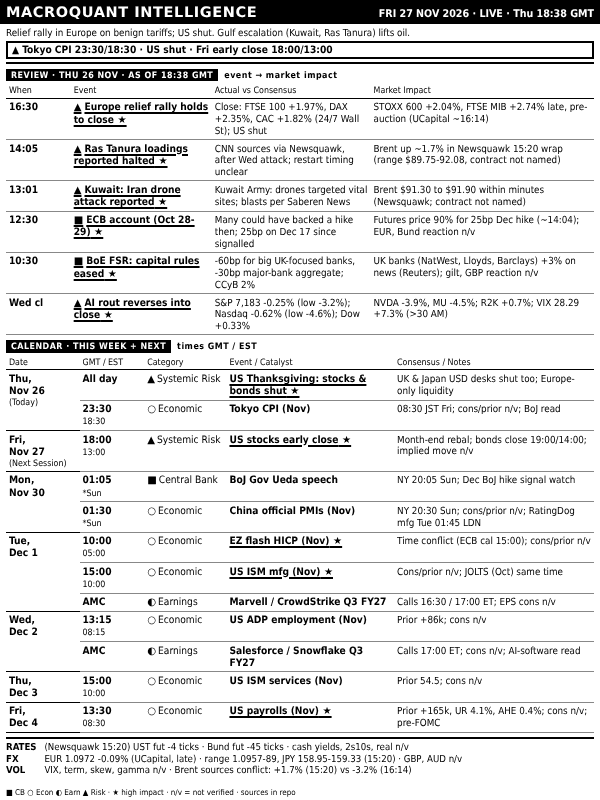 MACROQUANT INTELLIGENCE FRI 27 NOV 2026 · LIVE · Thu 18:38 GMT
Relief rally in Europe on benign tariffs; US shut. Gulf escalation (Kuwait, Ras Tanura) lifts oil.
▲ Tokyo CPI 23:30/18:30 · US shut · Fri early close 18:00/13:00
REVIEW · THU 26 NOV · AS OF 18:38 GMT event → market impact
When Event Actual vs Consensus Market Impact
16:30 ▲ Europe relief rally holds Close: FTSE 100 +1.97%, DAX STOXX 600 +2.04%, FTSE MIB +2.74% late, pre-
to close ★ +2.35%, CAC +1.82% (24/7 Wall auction (UCapital ~16:14)
St); US shut
14:05 ▲ Ras Tanura loadings CNN sources via Newsquawk, Brent up ~1.7% in Newsquawk 15:20 wrap
reported halted ★ after Wed attack; restart timing (range $89.75-92.08, contract not named)
unclear
13:01 ▲ Kuwait: Iran drone Kuwait Army: drones targeted vital Brent $91.30 to $91.90 within minutes
attack reported ★ sites; blasts per Saberen News (Newsquawk; contract not named)
12:30 ■ ECB account (Oct 28- Many could have backed a hike Futures price 90% for 25bp Dec hike (~14:04);
29) ★ then; 25bp on Dec 17 since EUR, Bund reaction n/v
signalled
10:30 ■ BoE FSR: capital rules -60bp for big UK-focused banks, UK banks (NatWest, Lloyds, Barclays) +3% on
eased ★ -30bp major-bank aggregate; news (Reuters); gilt, GBP reaction n/v
CCyB 2%
Wed cl ▲ AI rout reverses into S&P 7,183 -0.25% (low -3.2%); NVDA -3.9%, MU -4.5%; R2K +0.7%; VIX 28.29
close ★ Nasdaq -0.62% (low -4.6%); Dow +7.3% (>30 AM)
+0.33%
CALENDAR · THIS WEEK + NEXT times GMT / EST
Date GMT / EST Category Event / Catalyst Consensus / Notes
Thu, All day ▲ Systemic Risk US Thanksgiving: stocks & UK & Japan USD desks shut too; Europe-
Nov 26 bonds shut ★ only liquidity
(Today)
23:30 ○ Economic Tokyo CPI (Nov) 08:30 JST Fri; cons/prior n/v; BoJ read
18:30
Fri, 18:00 ▲ Systemic Risk US stocks early close ★ Month-end rebal; bonds close 19:00/14:00;
Nov 27 13:00 implied move n/v
(Next Session)
Mon, 01:05 ■ Central Bank BoJ Gov Ueda speech NY 20:05 Sun; Dec BoJ hike signal watch
Nov 30 *Sun
01:30 ○ Economic China official PMIs (Nov) NY 20:30 Sun; cons/prior n/v; RatingDog
*Sun mfg Tue 01:45 LDN
Tue, 10:00 ○ Economic EZ flash HICP (Nov) ★ Time conflict (ECB cal 15:00); cons/prior n/v
Dec 1 05:00
15:00 ○ Economic US ISM mfg (Nov) ★ Cons/prior n/v; JOLTS (Oct) same time
10:00
AMC ◐ Earnings Marvell / CrowdStrike Q3 FY27 Calls 16:30 / 17:00 ET; EPS cons n/v
Wed, 13:15 ○ Economic US ADP employment (Nov) Prior +86k; cons n/v
Dec 2 08:15
AMC ◐ Earnings Salesforce / Snowflake Q3 Calls 17:00 ET; cons n/v; AI-software read
FY27
Thu, 15:00 ○ Economic US ISM services (Nov) Prior 54.5; cons n/v
Dec 3 10:00
Fri, 13:30 ○ Economic US payrolls (Nov) ★ Prior +165k, UR 4.1%, AHE 0.4%; cons n/v;
Dec 4 08:30 pre-FOMC
RATES (Newsquawk 15:20) UST fut -4 ticks · Bund fut -45 ticks · cash yields, 2s10s, real n/v
FX EUR 1.0972 -0.09% (UCapital, late) · range 1.0957-89, JPY 158.95-159.33 (15:20) · GBP, AUD n/v
VOL VIX, term, skew, gamma n/v · Brent sources conflict: +1.7% (15:20) vs -3.2% (16:14)
■ CB ○ Econ ◐ Earn ▲ Risk · ★ high impact · n/v = not verified · sources in repo